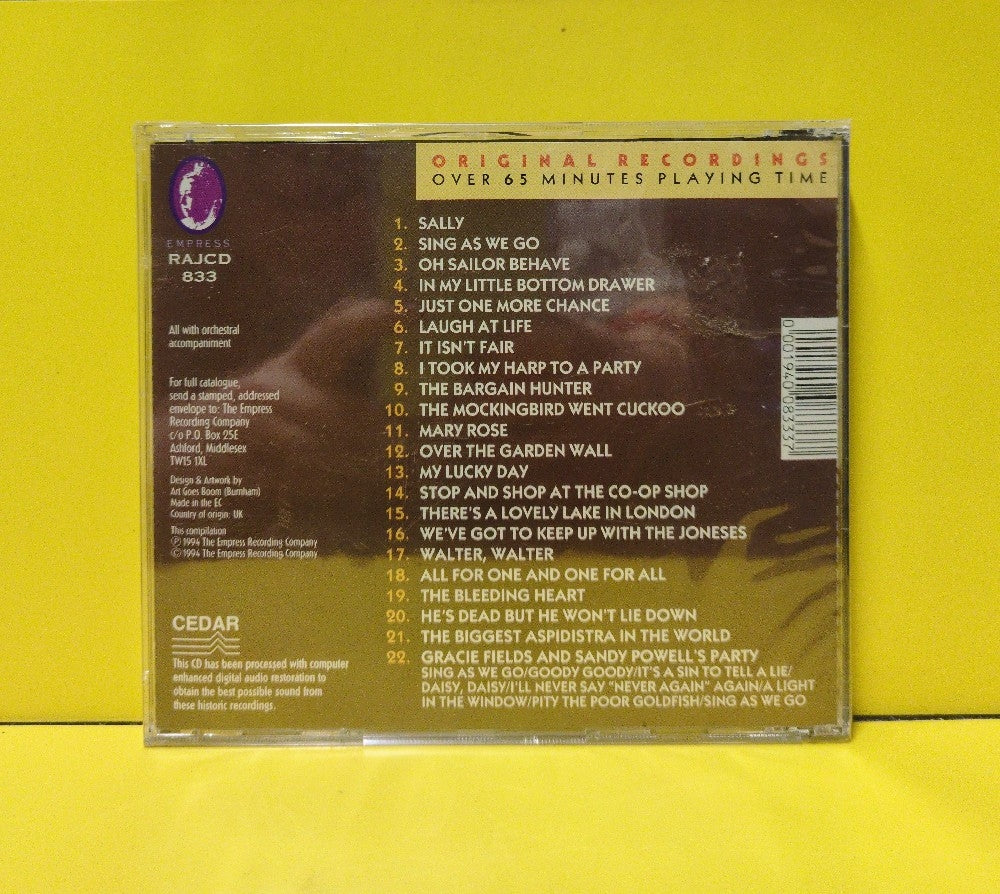 ORIGINAL RECORDINGS
OVER 65 MINUTES PLAYING TIME
EMPRESS
RAJCD
833
All with orchestral
accompaniment
For full catalogue,
send a stamped, addressed
envelope to: The Empress
Recording Company
c/o P.O. Box 25E
Ashford, Middlesex
TW15 1XL
Design & Artwork by
Art Goes Boom (Burnham)
Made in the EC
Country of origin: UK
This compilation
℗ 1994 The Empress Recording Company
© 1994 The Empress Recording Company
CEDAR
This CD has been processed with computer
enhanced digital audio restoration to
obtain the best possible sound from
these historic recordings.
1. SALLY
2. SING AS WE GO
3. OH SAILOR BEHAVE
4. IN MY LITTLE BOTTOM DRAWER
5. JUST ONE MORE CHANCE
6. LAUGH AT LIFE
7. IT ISN'T FAIR
8. I TOOK MY HARP TO A PARTY
9. THE BARGAIN HUNTER
10. THE MOCKINGBIRD WENT CUCKOO
11. MARY ROSE
12. OVER THE GARDEN WALL
13. MY LUCKY DAY
14. STOP AND SHOP AT THE CO-OP SHOP
15. THERE'S A LOVELY LAKE IN LONDON
16. WE'VE GOT TO KEEP UP WITH THE JONESES
17. WALTER, WALTER
18. ALL FOR ONE AND ONE FOR ALL
19. THE BLEEDING HEART
20. HE'S DEAD BUT HE WON'T LIE DOWN
21. THE BIGGEST ASPIDISTRA IN THE WORLD
22. GRACIE FIELDS AND SANDY POWELL'S PARTY
SING AS WE GO/GOODY GOODY/IT'S A SIN TO TELL A LIE/
DAISY, DAISY/I'LL NEVER SAY "NEVER AGAIN" AGAIN/A LIGHT
IN THE WINDOW/PITY THE POOR GOLDFISH/SING AS WE GO
0 001940 083337